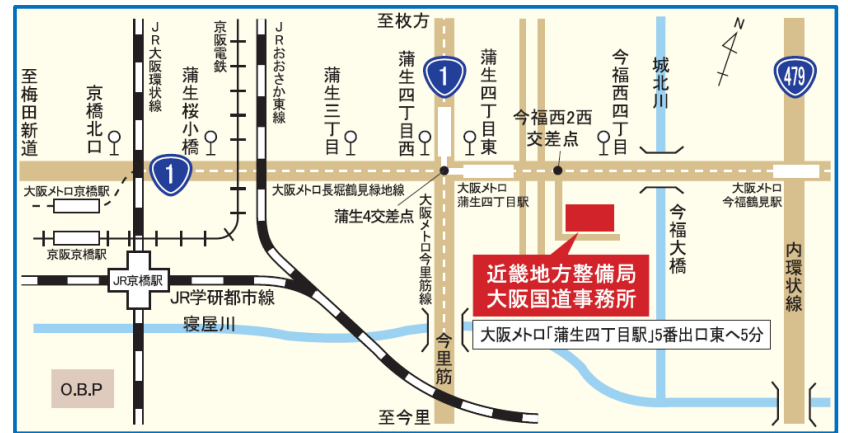 至枚方
N
JR大阪環状線
京阪電鉄
JRおおさか東線
1
479
至梅田新道
京橋北口
蒲生桜小橋
蒲生三丁目
蒲生四丁目西
蒲生四丁目東
今福西2西
交差点
今福西四丁目
城北川
1
大阪メトロ京橋駅
大阪メトロ長堀鶴見緑地線
蒲生4交差点
大阪メトロ
蒲生四丁目駅
大阪メトロ
今福鶴見駅
大阪メトロ今里筋線
今福大橋
内環状線
京阪京橋駅
JR京橋駅
JR学研都市線
寝屋川
近畿地方整備局
大阪国道事務所
大阪メトロ「蒲生四丁目駅」5番出口東へ5分
今里筋
O.B.P
至今里